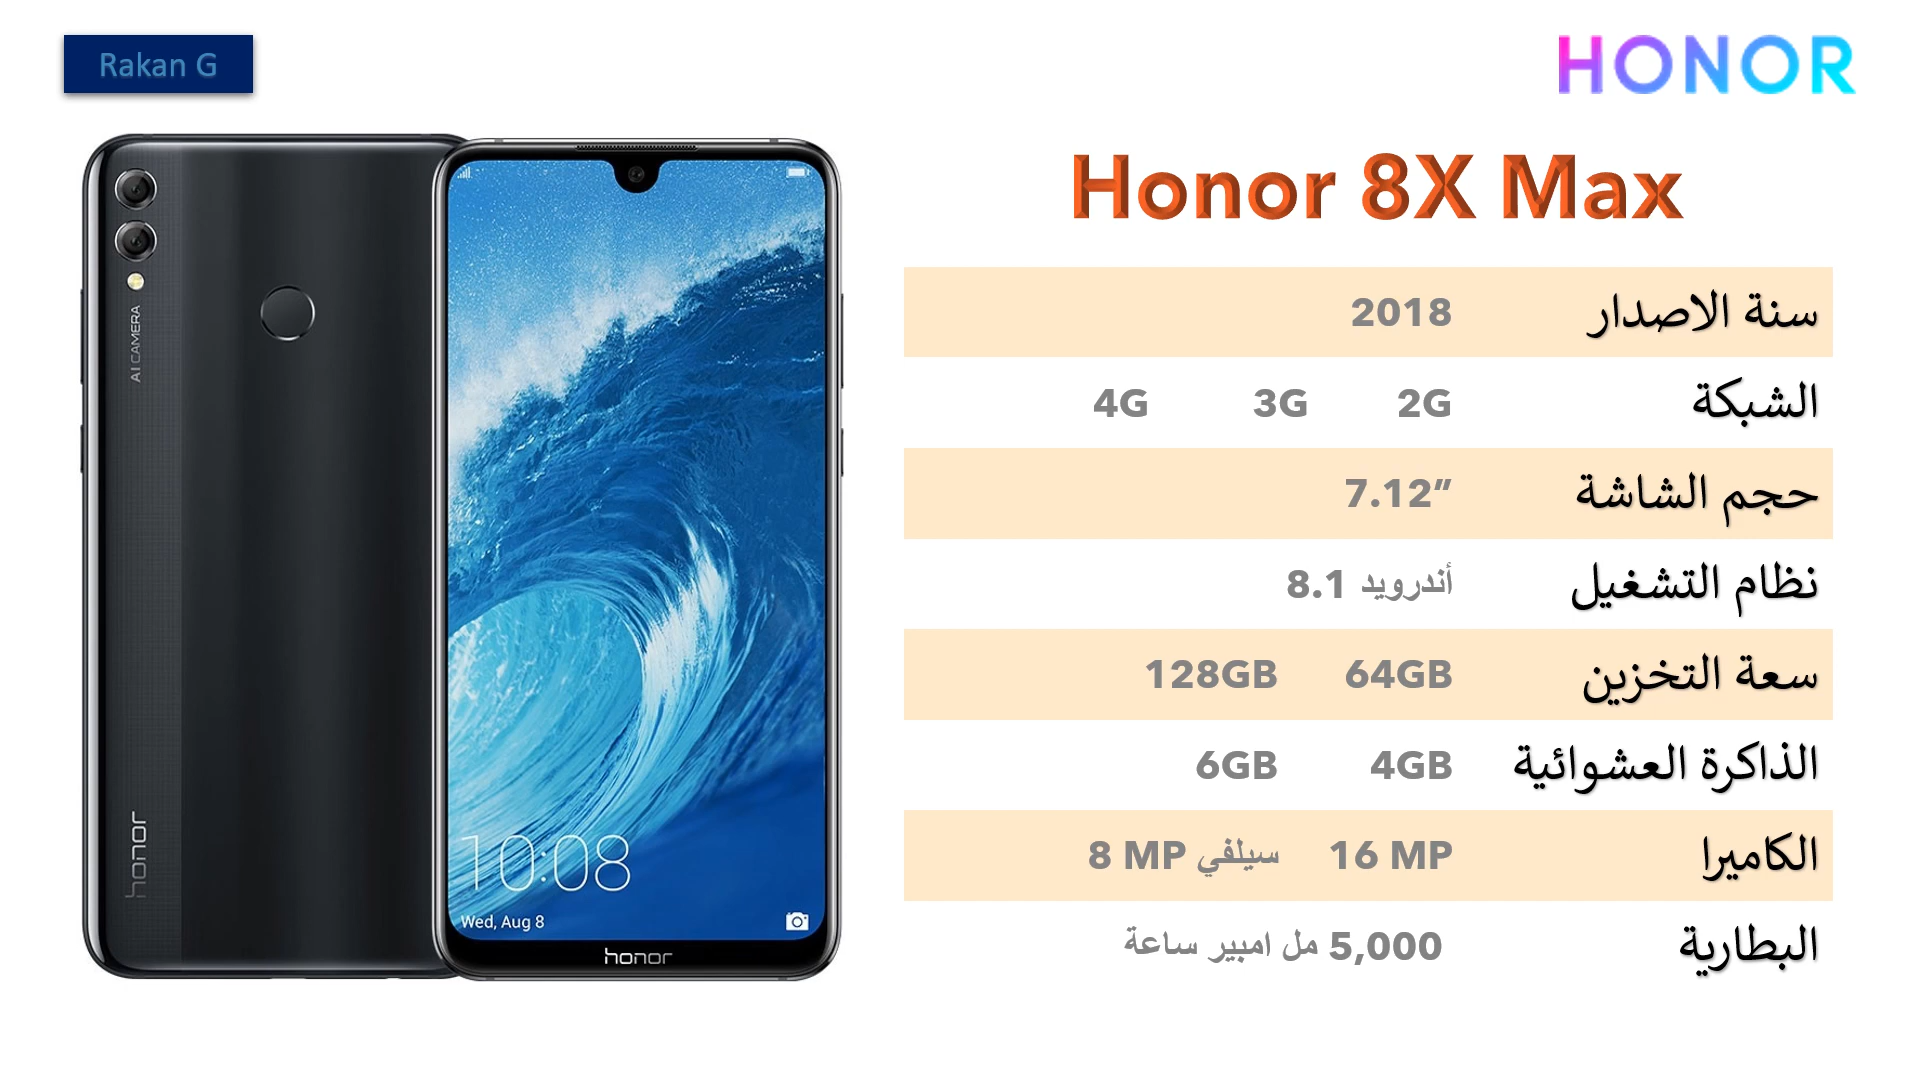 Rakan G
HONOR
Honor 8X Max
سنة الاصدار 2018
الشبكة 2G 3G 4G
حجم الشاشة 7.12”
نظام التشغيل أندرويد 8.1
سعة التخزين 64GB 128GB
الذاكرة العشوائية 4GB 6GB
الكاميرا 16 MP سيلفي 8 MP
البطارية 5,000 مل امبير ساعة
AI CAMERA
honor
10:08
Wed, Aug 8
honor